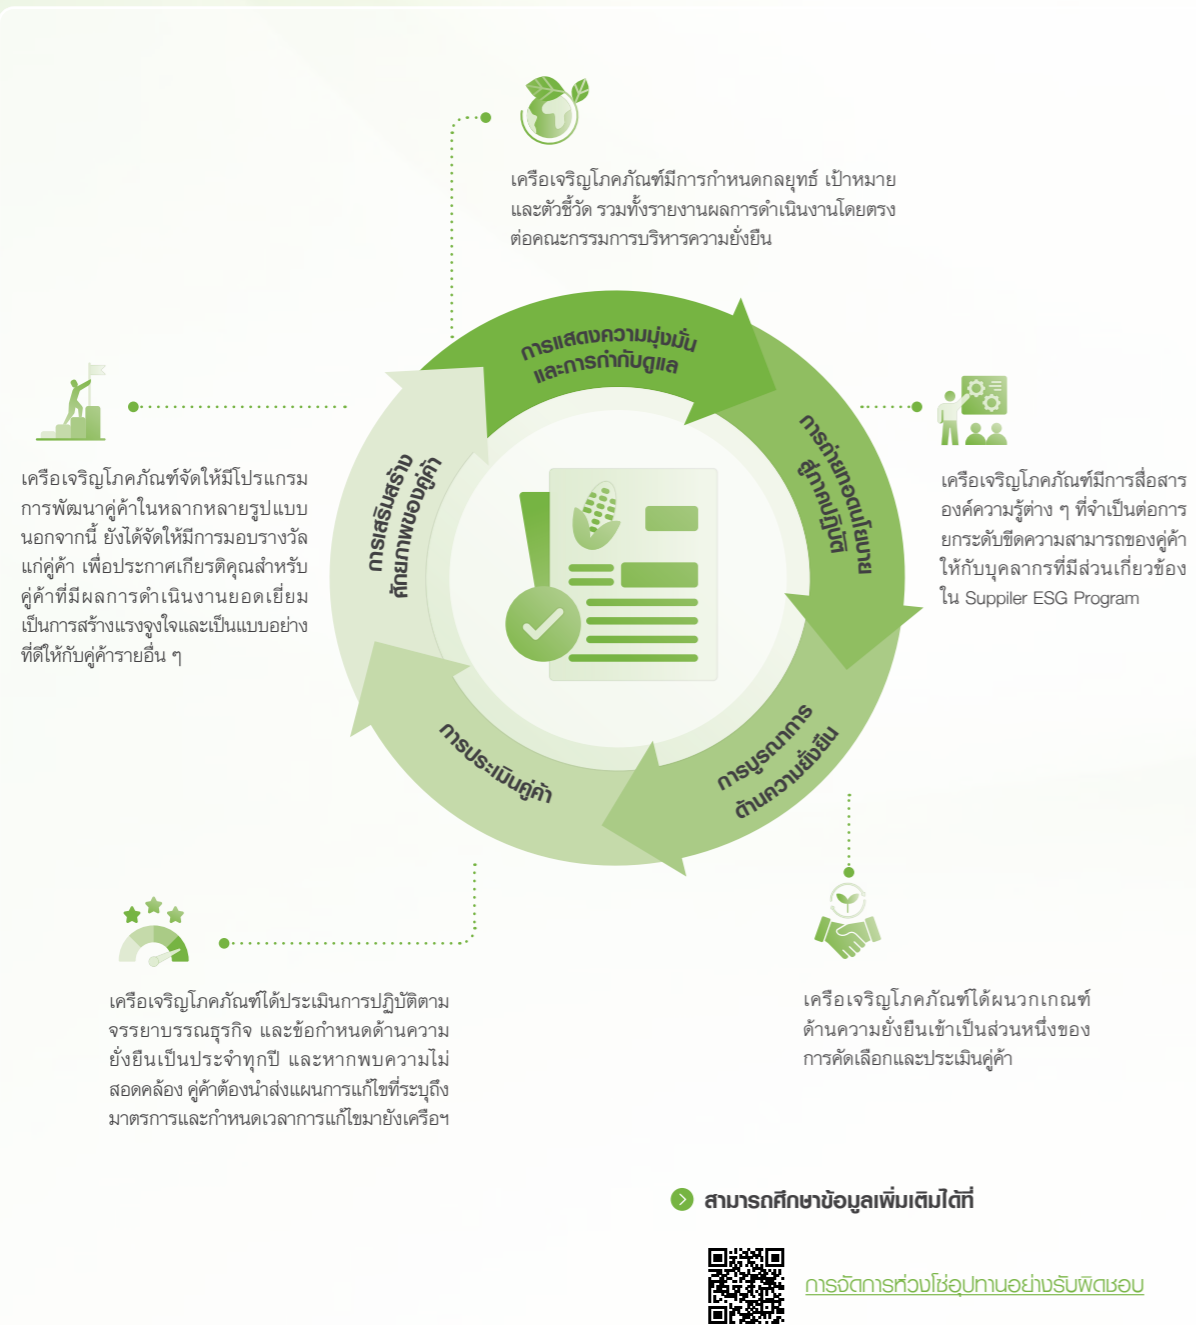 เครือเจริญโภคภัณฑ์มีการกำหนดกลยุทธ์ เป้าหมาย
และตัวชี้วัด รวมทั้งรายงานผลการดำเนินงานโดยตรง
ต่อคณะกรรมการบริหารความยั่งยืน
การแสดงความมุ่งมั่น
และการกำกับดูแล
การถ่ายทอดนโยบาย
สู่ภาคปฏิบัติ
เครือเจริญโภคภัณฑ์มีการสื่อสาร
องค์ความรู้ต่าง ๆ ที่จำเป็นต่อการ
ยกระดับขีดความสามารถของคู่ค้า
ให้กับบุคลากรที่มีส่วนเกี่ยวข้อง
ใน Suppiler ESG Program
การบูรณาการ
ด้านความยั่งยืน
เครือเจริญโภคภัณฑ์ได้ผนวกเกณฑ์
ด้านความยั่งยืนเข้าเป็นส่วนหนึ่งของ
การคัดเลือกและประเมินคู่ค้า
การประเมินคู่ค้า
เครือเจริญโภคภัณฑ์ได้ประเมินการปฏิบัติตาม
จรรยาบรรณธุรกิจ และข้อกำหนดด้านความ
ยั่งยืนเป็นประจำทุกปี และหากพบความไม่
สอดคล้อง คู่ค้าต้องนำส่งแผนการแก้ไขที่ระบุถึง
มาตรการและกำหนดเวลาการแก้ไขมายังเครือฯ
การเสริมสร้าง
ศักยภาพของคู่ค้า
เครือเจริญโภคภัณฑ์จัดให้มีโปรแกรม
การพัฒนาคู่ค้าในหลากหลายรูปแบบ
นอกจากนี้ ยังได้จัดให้มีการมอบรางวัล
แก่คู่ค้า เพื่อประกาศเกียรติคุณสำหรับ
คู่ค้าที่มีผลการดำเนินงานยอดเยี่ยม
เป็นการสร้างแรงจูงใจและเป็นแบบอย่าง
ที่ดีให้กับคู่ค้ารายอื่น ๆ
สามารถศึกษาข้อมูลเพิ่มเติมได้ที่
การจัดการห่วงโซ่อุปทานอย่างรับผิดชอบ